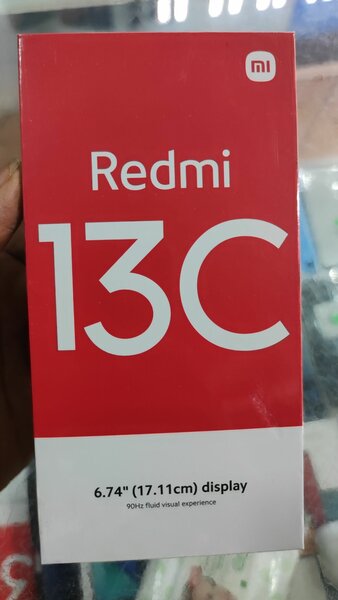 mi
Redmi
13C
6.74" (17.11cm) display
90Hz fluid visual experience